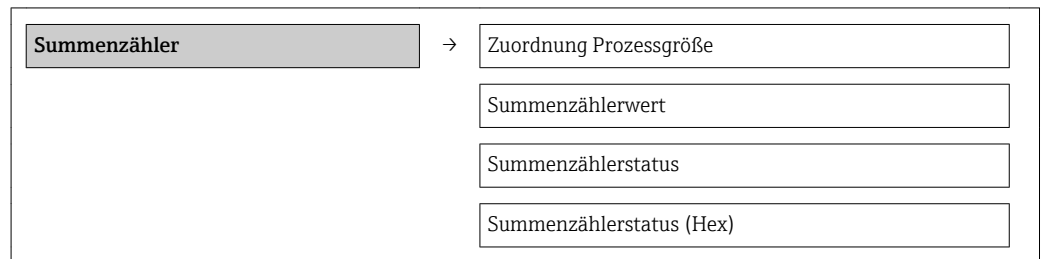 Summenzähler → Zuordnung Prozessgröße
Summenzählerwert
Summenzählerstatus
Summenzählerstatus (Hex)